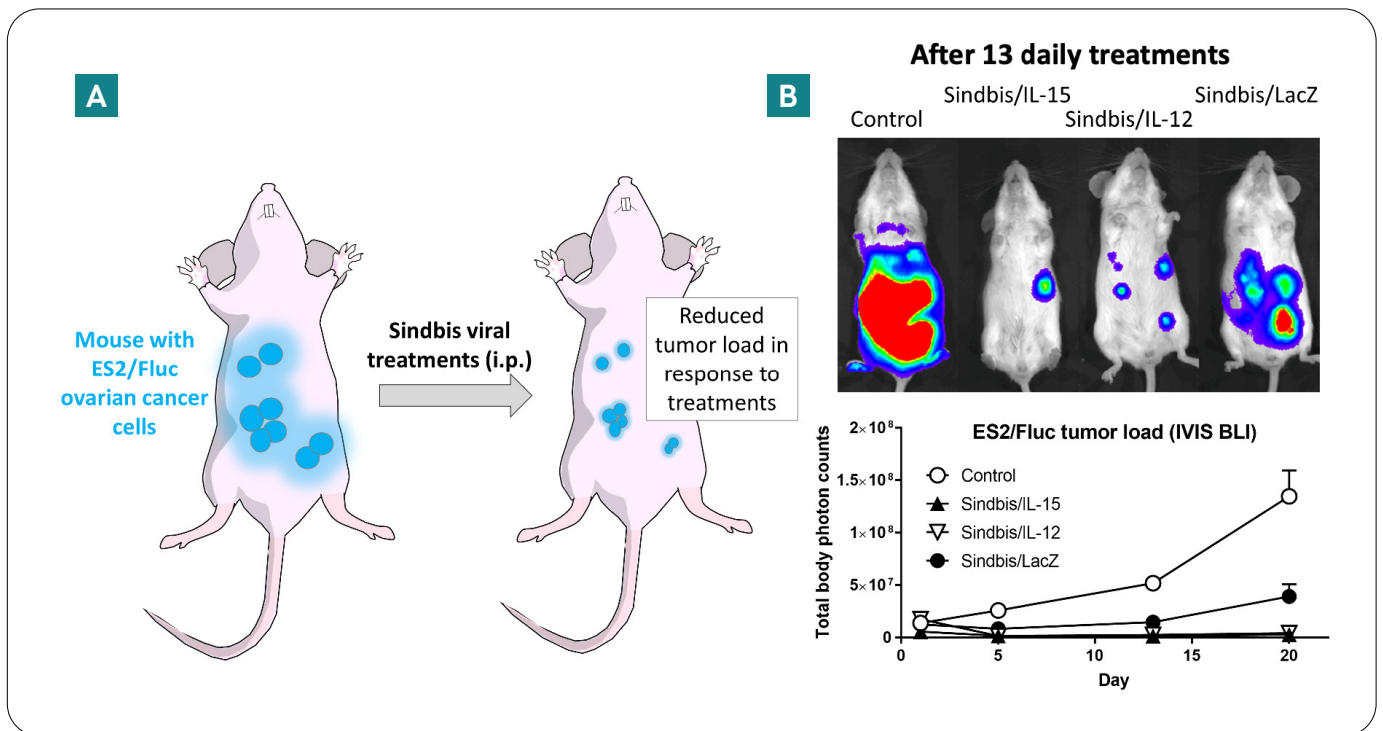 A
Mouse with
ES2/Fluc
ovarian cancer
cells
Sindbis viral
treatments (i.p.)
Reduced
tumor load in
response to
treatments
B
After 13 daily treatments
Sindbis/IL-15
Sindbis/LacZ
Control
Sindbis/IL-12
ES2/Fluc tumor load (IVIS BLI)
Total body photon counts
2×10⁸
1.5×10⁸
1×10⁸
5×10⁷
0
Control
Sindbis/IL-15
Sindbis/IL-12
Sindbis/LacZ
0 5 10 15 20
Day